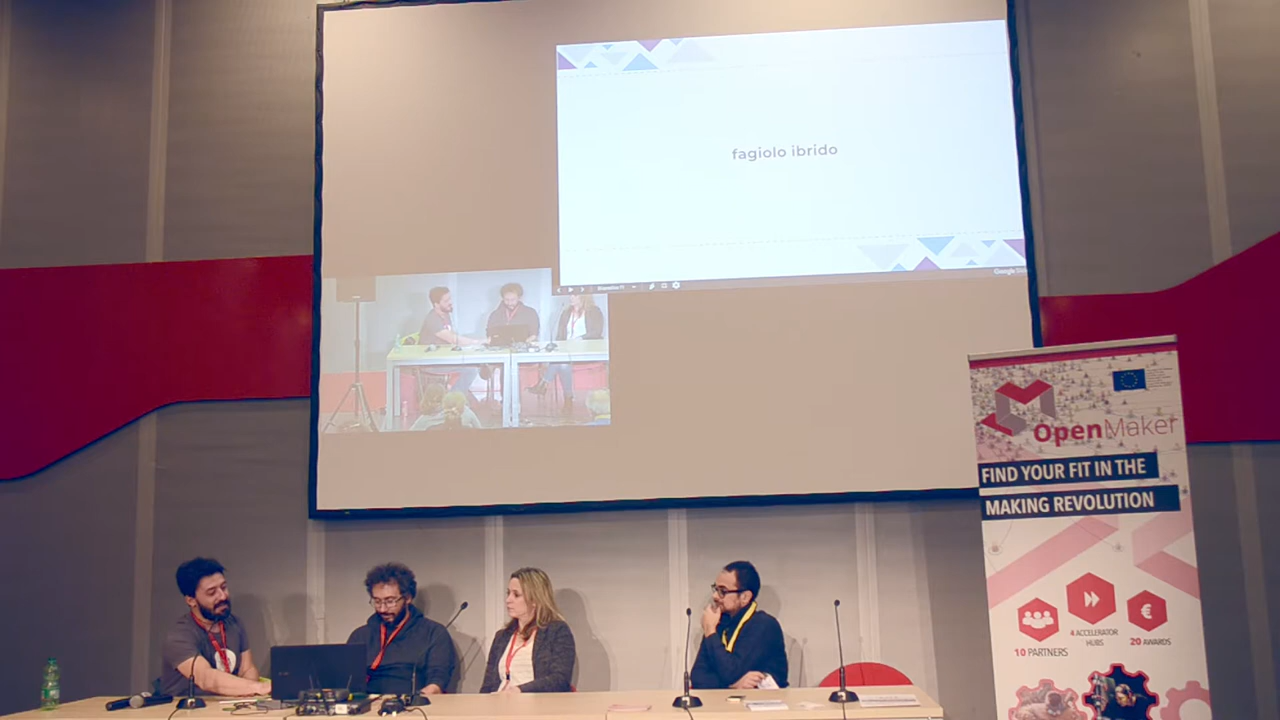 fagiolo ibrido
OpenMaker
FIND YOUR FIT IN THE
MAKING REVOLUTION
10 PARTNERS
4 ACCELERATOR
HUBS
20 AWARDS